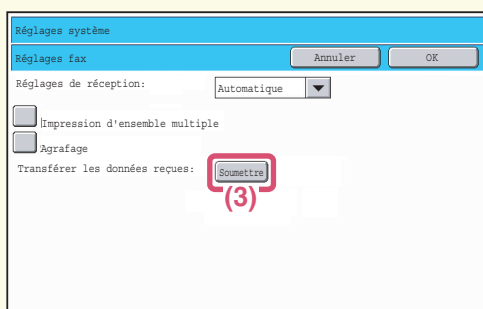 Réglages système
Réglages fax Annuler OK
Réglages de réception: Automatique
Impression d'ensemble multiple
Agrafage
Transférer les données reçues: Soumettre
(3)